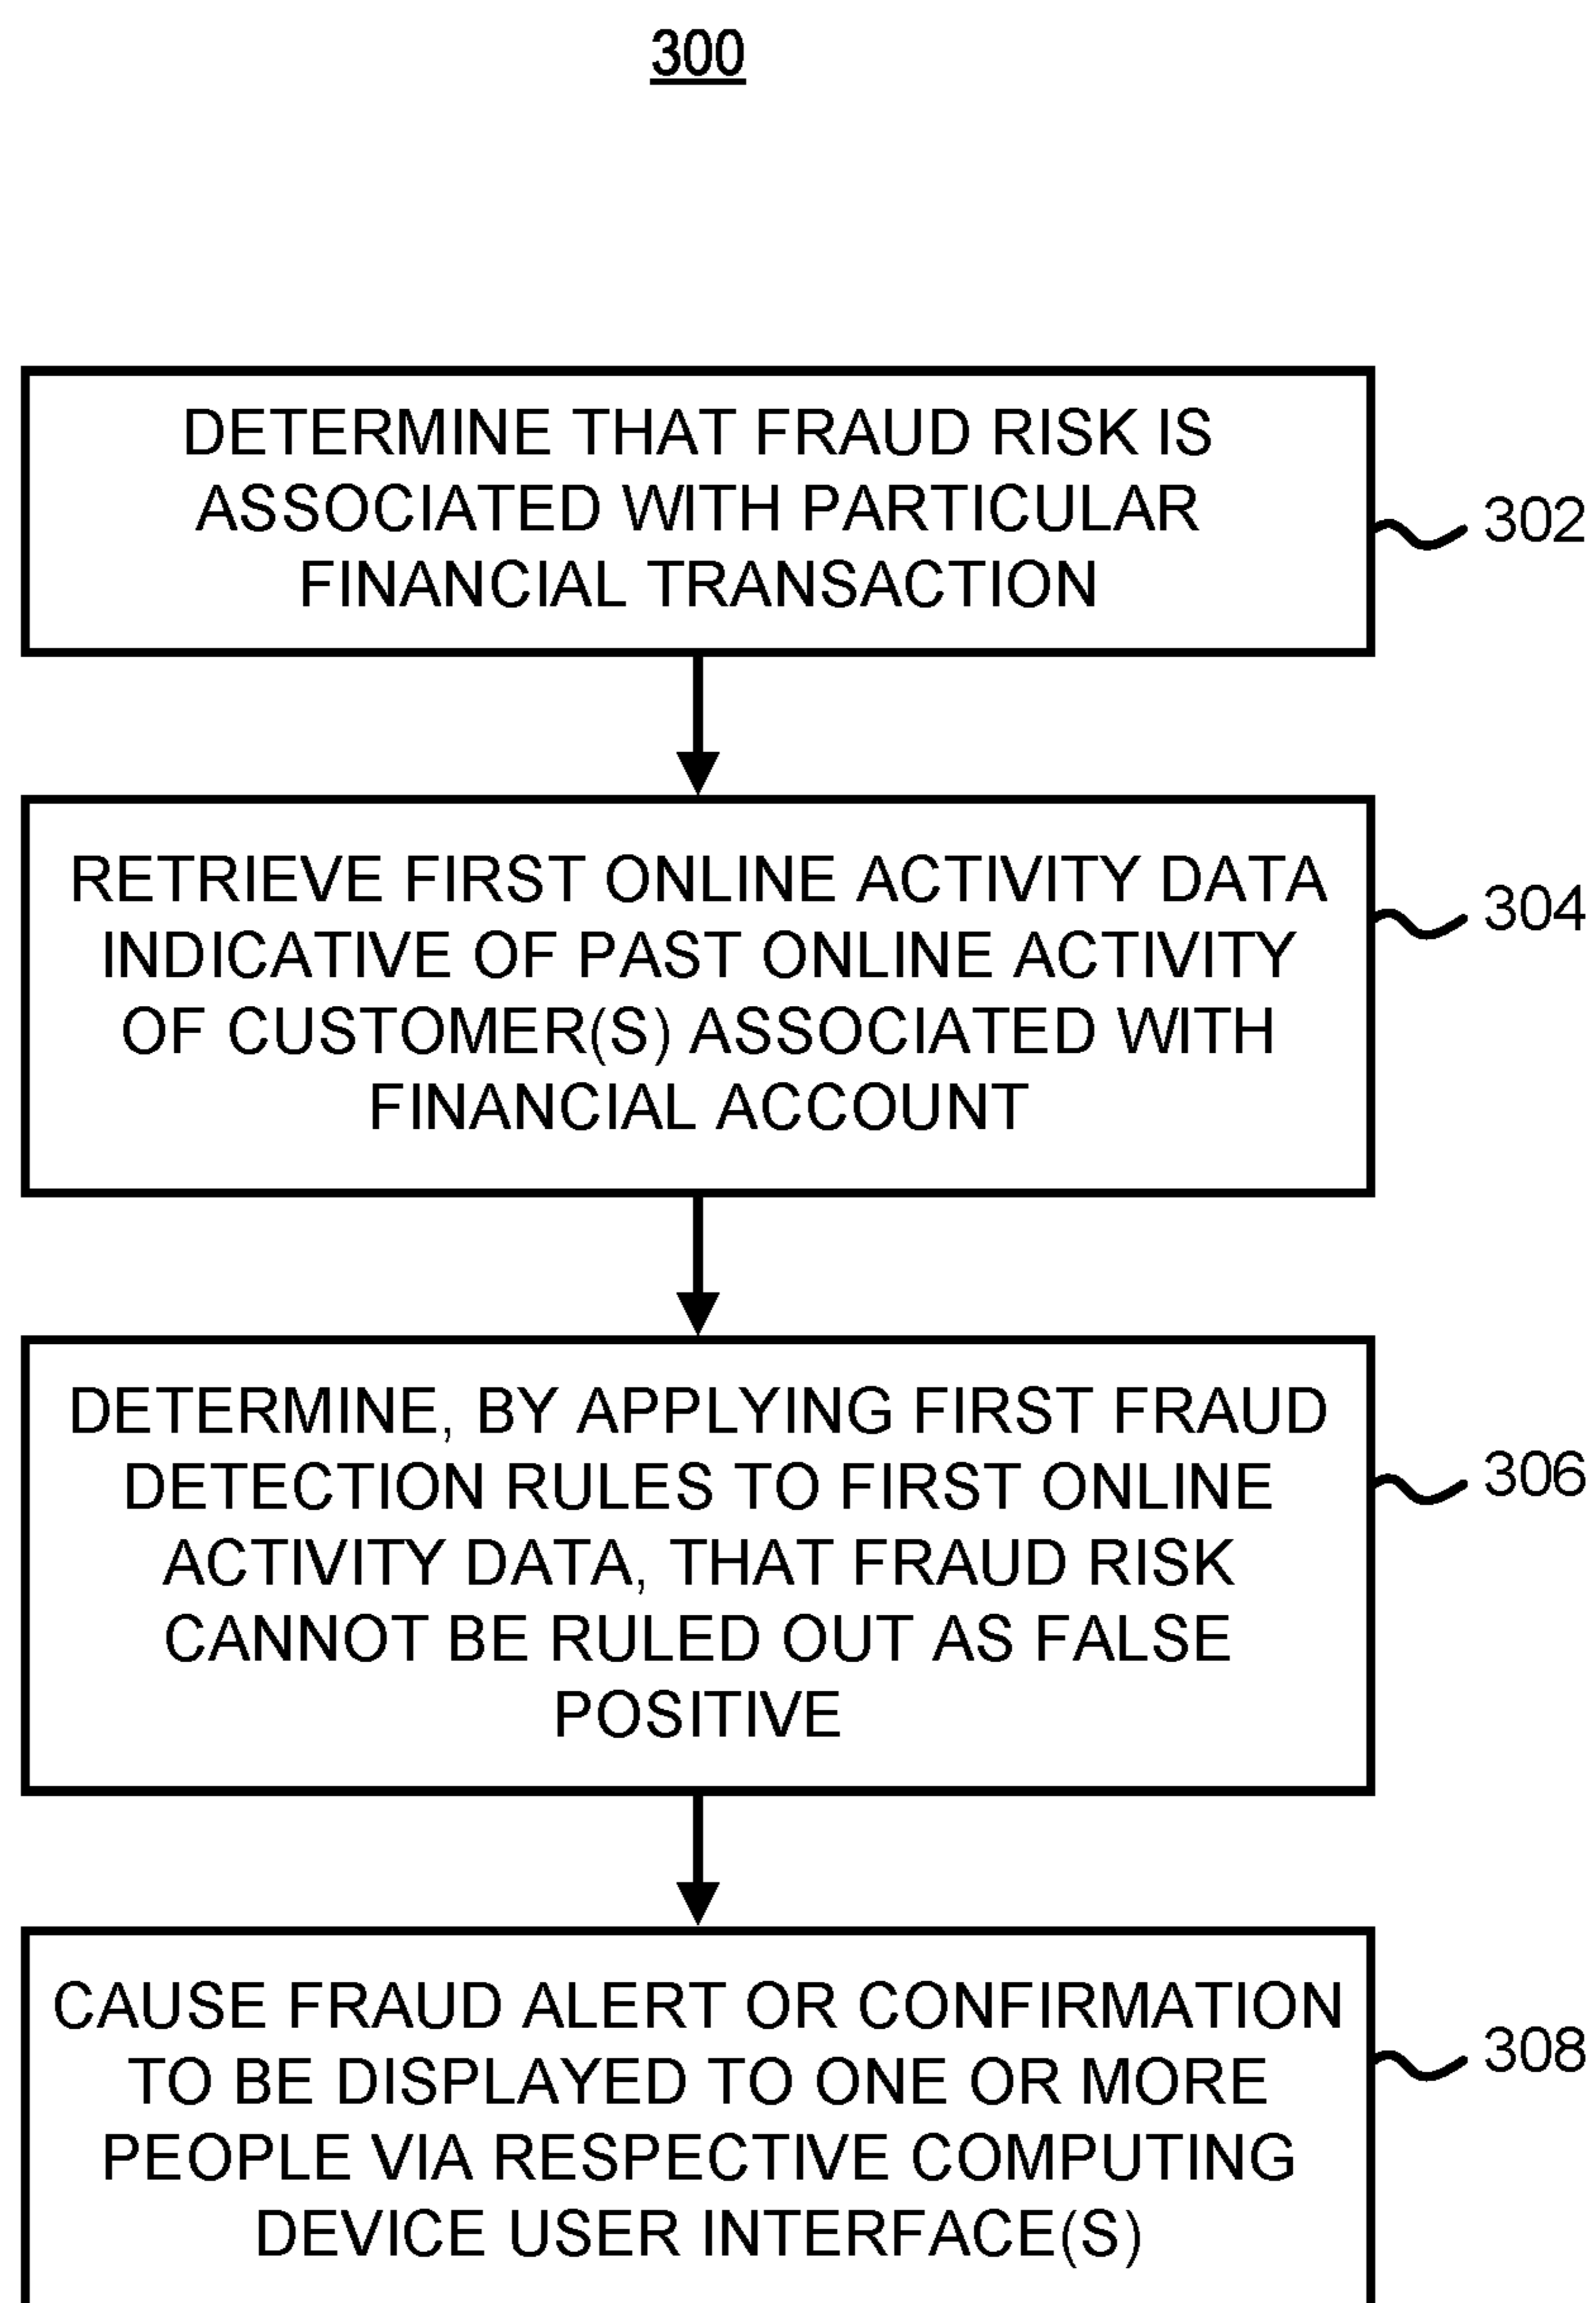 300
DETERMINE THAT FRAUD RISK IS
ASSOCIATED WITH PARTICULAR
FINANCIAL TRANSACTION
302
RETRIEVE FIRST ONLINE ACTIVITY DATA
INDICATIVE OF PAST ONLINE ACTIVITY
OF CUSTOMER(S) ASSOCIATED WITH
FINANCIAL ACCOUNT
304
DETERMINE, BY APPLYING FIRST FRAUD
DETECTION RULES TO FIRST ONLINE
ACTIVITY DATA, THAT FRAUD RISK
CANNOT BE RULED OUT AS FALSE
POSITIVE
306
CAUSE FRAUD ALERT OR CONFIRMATION
TO BE DISPLAYED TO ONE OR MORE
PEOPLE VIA RESPECTIVE COMPUTING
DEVICE USER INTERFACE(S)
308